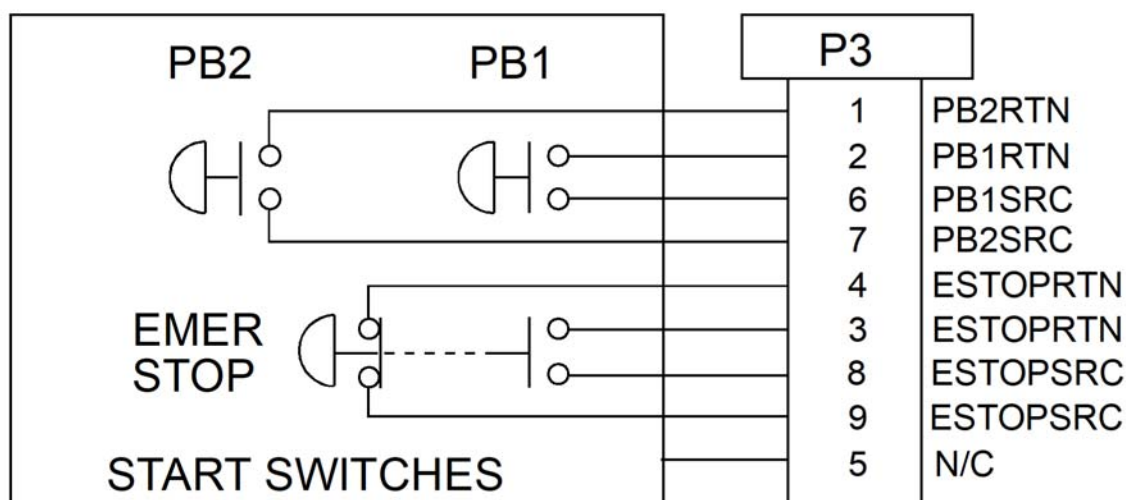 PB2 PB1 P3
1 PB2RTN
2 PB1RTN
6 PB1SRC
7 PB2SRC
4 ESTOPRTN
EMER 3 ESTOPRTN
STOP 8 ESTOPSRC
9 ESTOPSRC
START SWITCHES 5 N/C